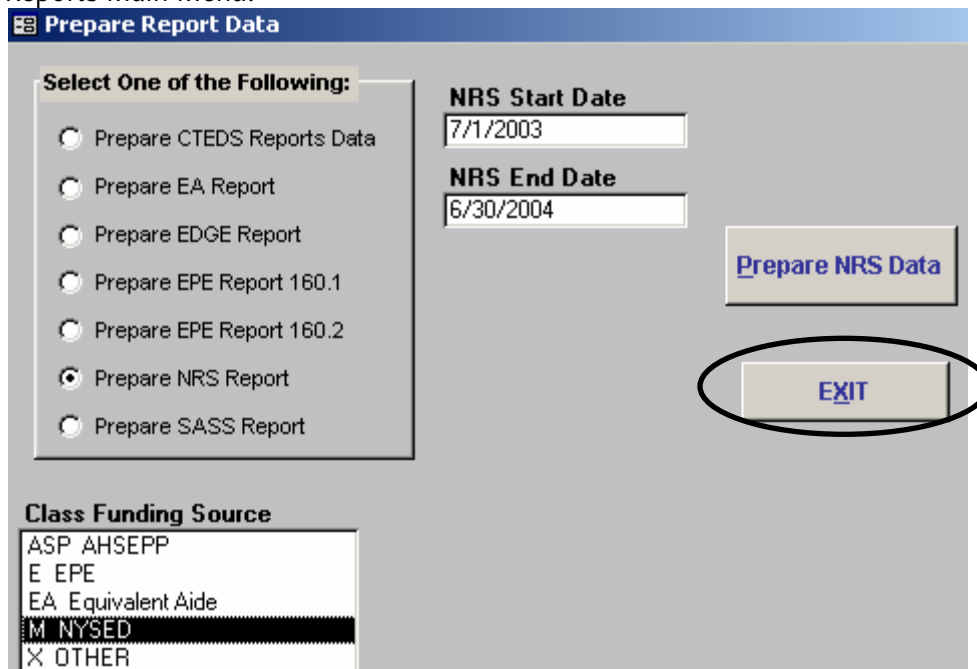 Reports Main Menu.
Prepare Report Data
Select One of the Following:
Prepare CTEDS Reports Data
Prepare EA Report
Prepare EDGE Report
Prepare EPE Report 160.1
Prepare EPE Report 160.2
Prepare NRS Report
Prepare SASS Report
NRS Start Date
7/1/2003
NRS End Date
6/30/2004
Prepare NRS Data
EXIT
Class Funding Source
ASP AHSEPP
E EPE
EA Equivalent Aide
M NYSED
X OTHER